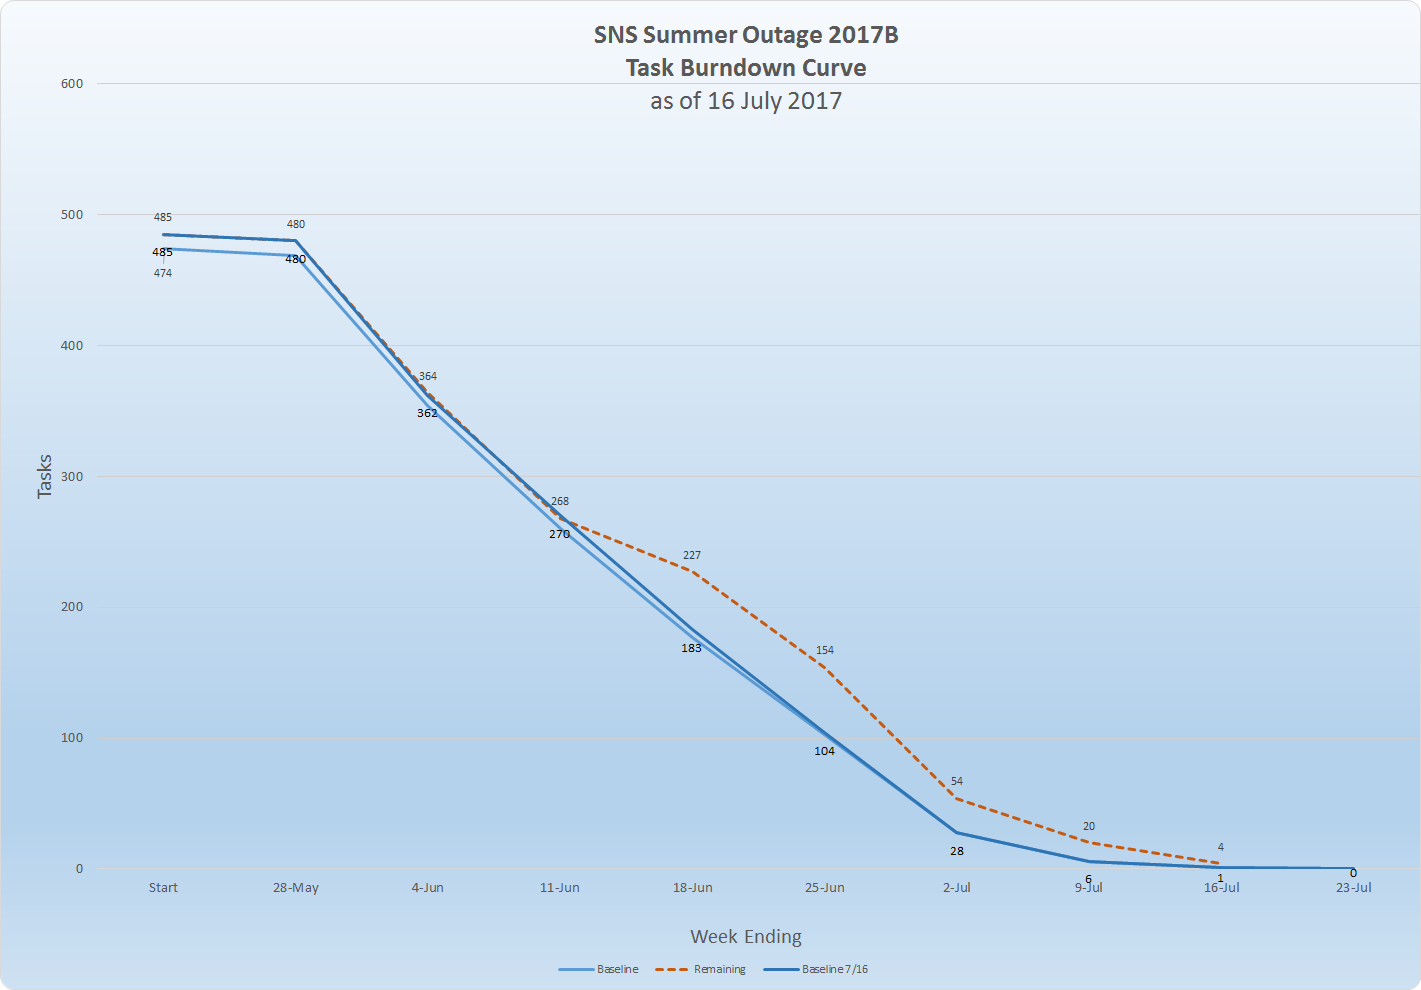 SNS Summer Outage 2017B
Task Burndown Curve
as of 16 July 2017
600
500
400
300
200
100
0
Tasks
485
485
474
480
480
364
362
268
270
227
183
154
104
54
28
20
6
4
1
0
Start
28-May
4-Jun
11-Jun
18-Jun
25-Jun
2-Jul
9-Jul
16-Jul
23-Jul
Week Ending
Baseline
Remaining
Baseline 7/16